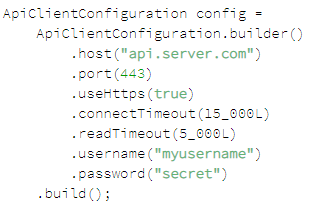 ApiClientConfiguration config =
    ApiClientConfiguration.builder()
        .host("api.server.com")
        .port(443)
        .useHttps(true)
        .connectTimeout(15_000L)
        .readTimeout(5_000L)
        .username("myusername")
        .password("secret")
    .build();